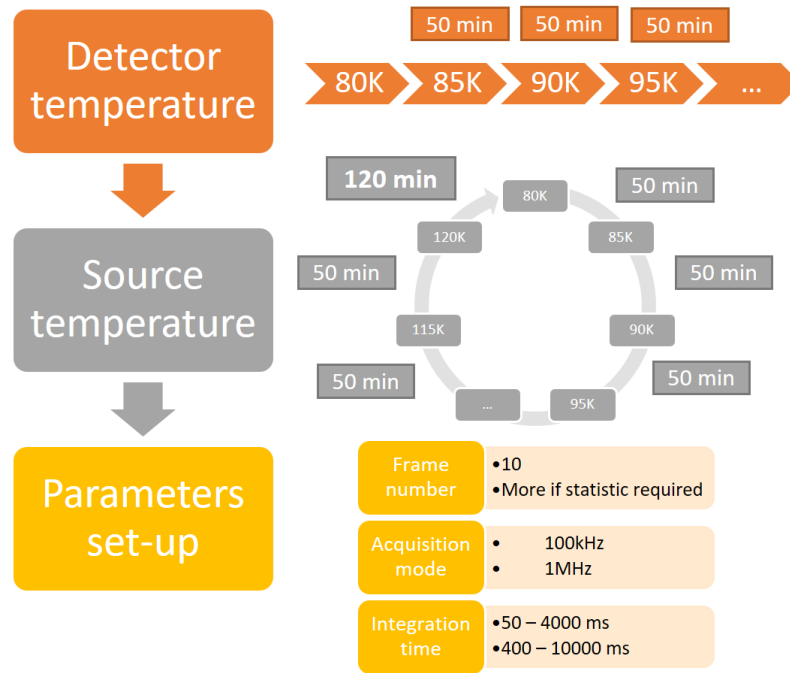 Detector
temperature
50 min
50 min
50 min
80K
85K
90K
95K
...
Source
temperature
120 min
80K
50 min
85K
50 min
90K
50 min
95K
...
50 min
115K
50 min
120K
Parameters
set-up
Frame
number
•10
•More if statistic required
Acquisition
mode
• 100kHz
• 1MHz
Integration
time
•50 – 4000 ms
•400 – 10000 ms